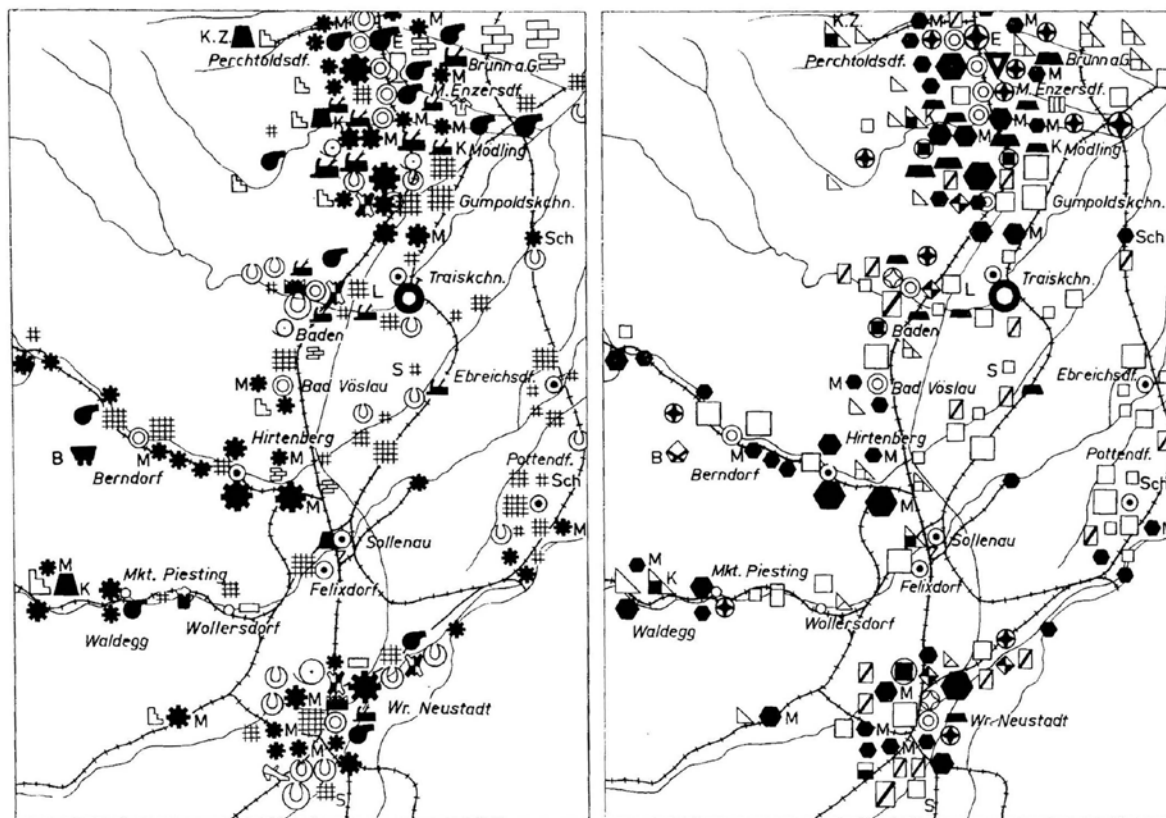 K.Z
M
E
Perchtoldsdf.
Brunn a.G.
M
M. Enzersdf.
K
M
M
M
K
Mödling
Gumpoldskchn.
M
Sch
Traiskchn.
L
Baden
S
M
Bad Vöslau
Ebreichsdf.
Hirtenberg
B
M
M
Berndorf
Pottendf.
Sch
M
M
Sollenau
M
K
Mkt. Piesting
Felixdorf
Waldegg
Wollersdorf
M
M
Wr. Neustadt
M
M
S
K.Z.
M
M
E
Perchtoldsdf.
Brunn a.G.
M
M. Enzersdf.
K
M
M
K
Mödling
Gumpoldskchn.
M
Sch
Traiskchn.
L
Baden
S
M
Bad Vöslau
Ebreichsdf.
Hirtenberg
B
M
M
Berndorf
Pottendf.
Sch
M
M
Sollenau
M
K
Mkt. Piesting
Felixdorf
Waldegg
Wollersdorf
M
M
Wr. Neustadt
M
M
S